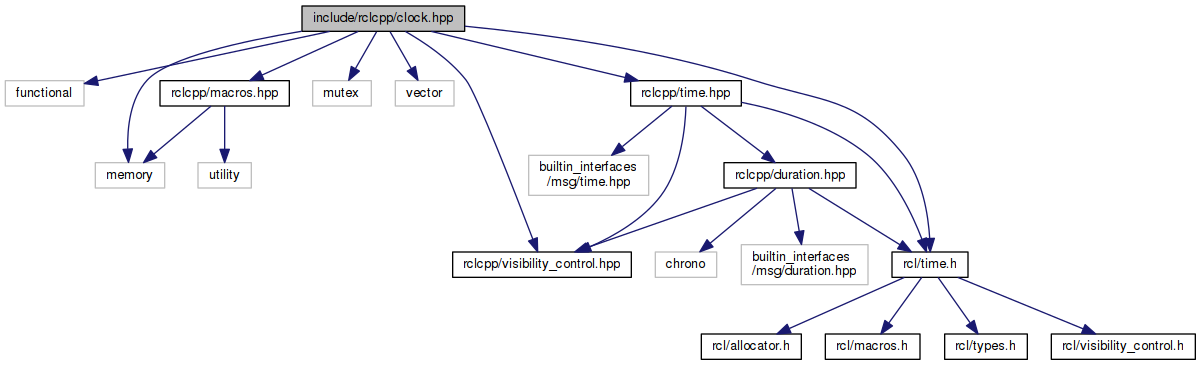 include/rclcpp/clock.hpp
functional
rclcpp/macros.hpp
mutex
vector
rclcpp/time.hpp
memory
utility
builtin_interfaces
/msg/time.hpp
rclcpp/duration.hpp
rclcpp/visibility_control.hpp
chrono
builtin_interfaces
/msg/duration.hpp
rcl/time.h
rcl/allocator.h
rcl/macros.h
rcl/types.h
rcl/visibility_control.h